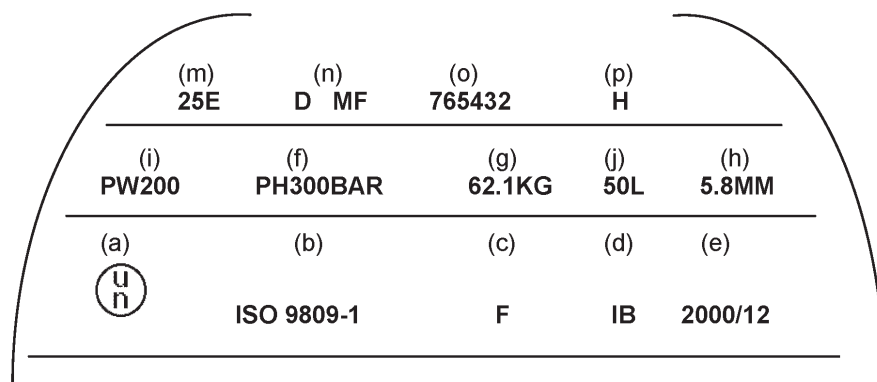 (m) (n) (o) (p)
25E D MF 765432 H
(i) (f) (g) (j) (h)
PW200 PH300BAR 62.1KG 50L 5.8MM
(a) (b) (c) (d) (e)
u
n
ISO 9809-1 F IB 2000/12